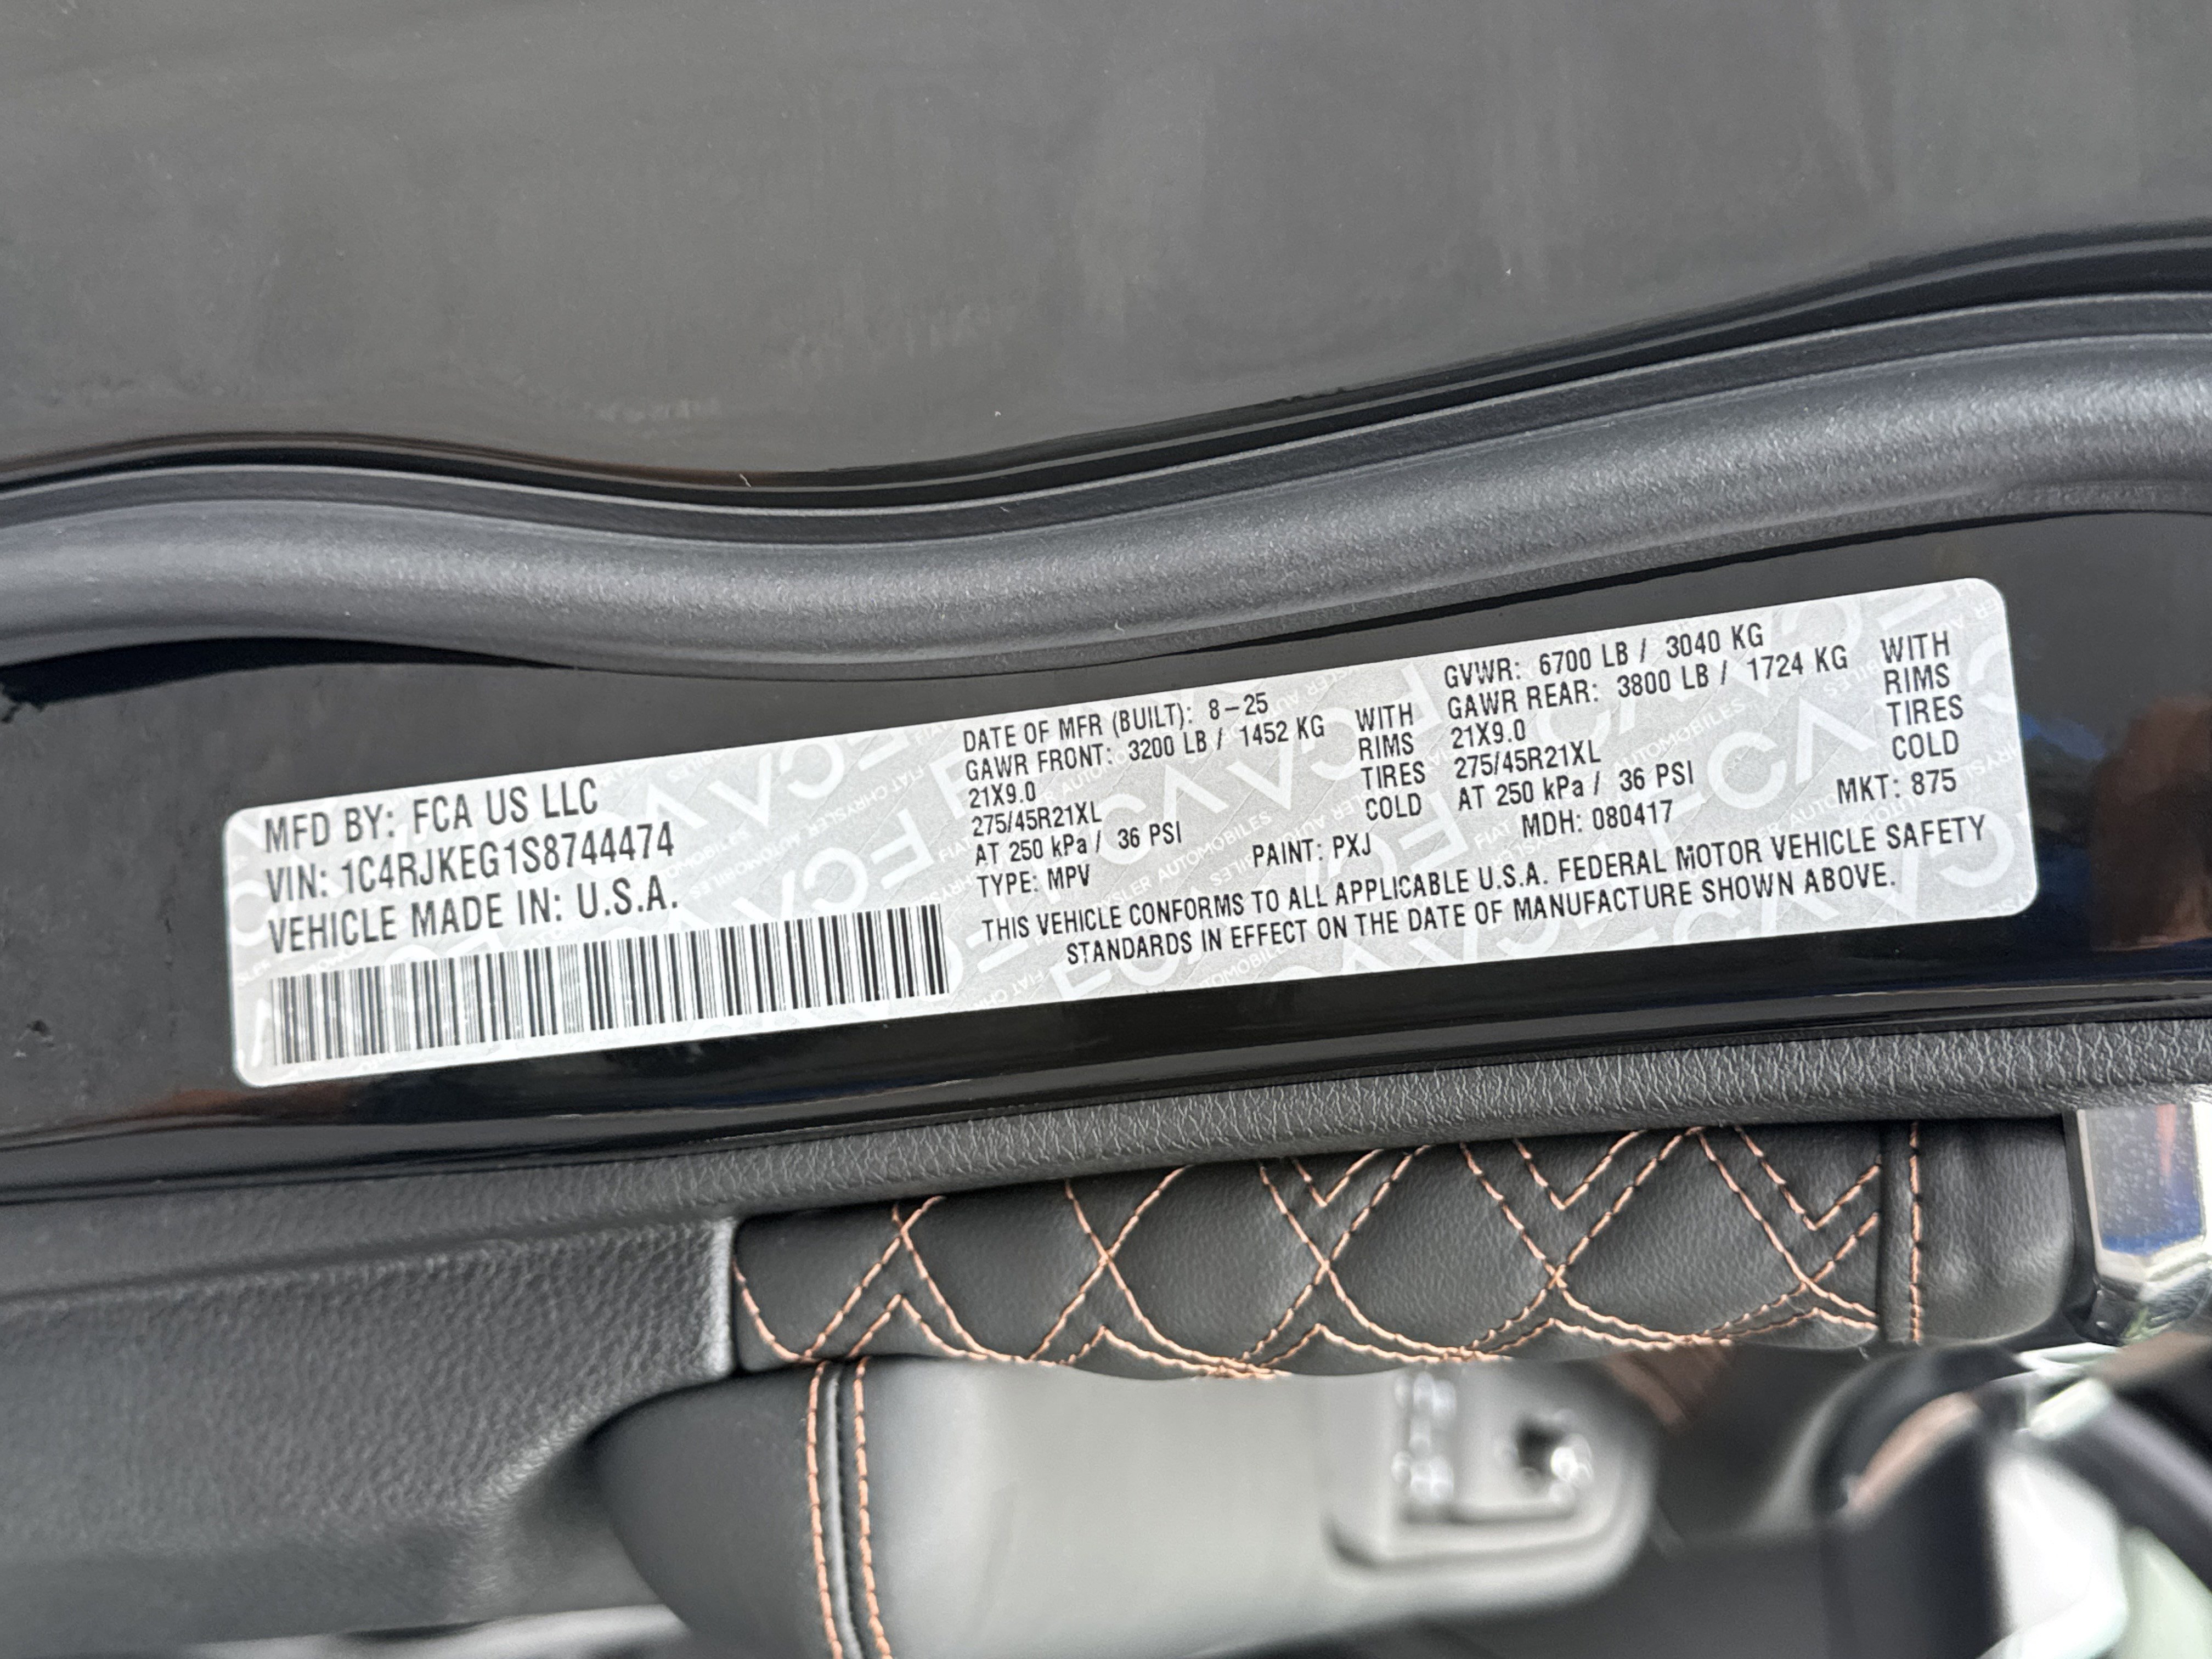 MFD BY: FCA US LLC
VIN: 1C4RJKEG1S8744474
VEHICLE MADE IN: U.S.A.
DATE OF MFR (BUILT): 8-25
GVWR: 6700 LB / 3040 KG
GAWR FRONT: 3200 LB / 1452 KG WITH
21X9.0 RIMS
275/45R21XL TIRES
AT 250 kPa / 36 PSI COLD
GAWR REAR: 3800 LB / 1724 KG WITH
21X9.0 RIMS
275/45R21XL TIRES
AT 250 kPa / 36 PSI COLD
TYPE: MPV PAINT: PXJ MDH: 080417 MKT: 875
THIS VEHICLE CONFORMS TO ALL APPLICABLE U.S.A. FEDERAL MOTOR VEHICLE SAFETY
STANDARDS IN EFFECT ON THE DATE OF MANUFACTURE SHOWN ABOVE.